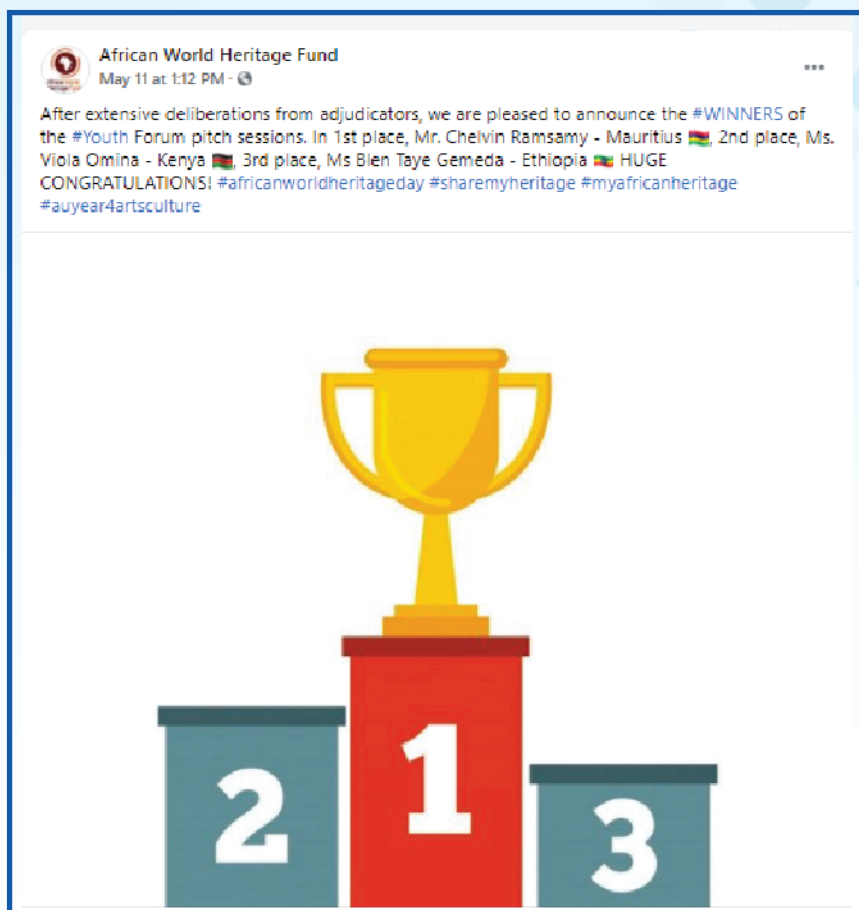 African World Heritage Fund
May 11 at 1:12 PM ·
After extensive deliberations from adjudicators, we are pleased to announce the #WINNERS of
the #Youth Forum pitch sessions. In 1st place, Mr. Chelvin Ramsamy - Mauritius 🇲🇺, 2nd place, Ms.
Viola Omina - Kenya 🇰🇪, 3rd place, Ms Blen Taye Gemeda - Ethiopia 🇪🇹 HUGE
CONGRATULATIONS! #africanworldheritageday #sharemyheritage #myafricanheritage
#auyear4artsculture
2 1 3